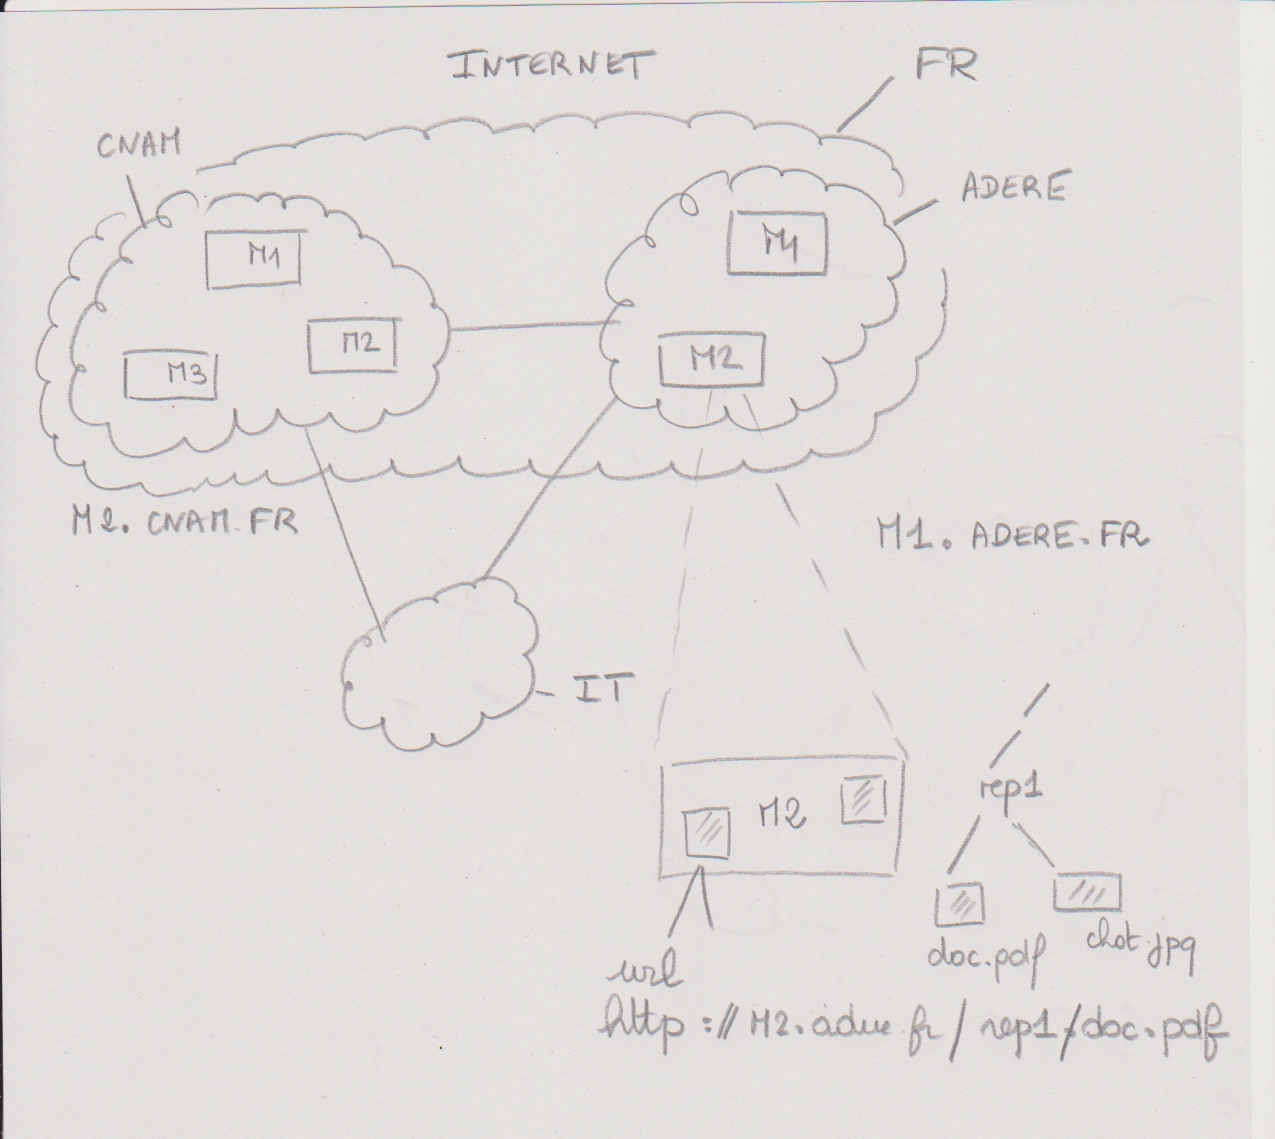 INTERNET
FR
CNAM
ADERE
M1
M1
M2
M2
M3
M2. CNAM. FR
M1. ADERE. FR
IT
rep1
M2
doc.pdf
chat.jpg
url
http://M2.adere.fr/rep1/doc.pdf